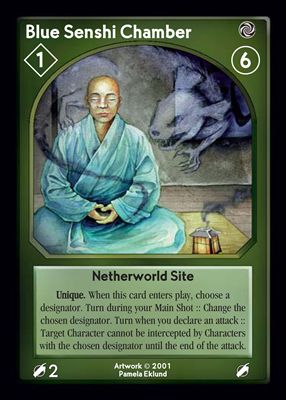 Blue Senshi Chamber
1
6
Netherworld Site
Unique. When this card enters play, choose a
designator. Turn during your Main Shot :: Change the
chosen designator. Turn when you declare an attack ::
Target Character cannot be intercepted by Characters
with the chosen designator until the end of the attack.
2
Artwork © 2001
Pamela Eklund